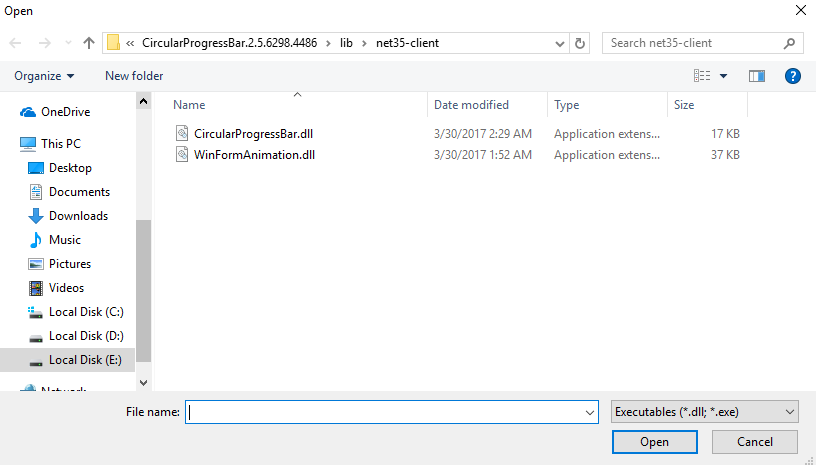 Open
« CircularProgressBar.2.5.6298.4486 › lib › net35-client
Search net35-client
Organize
New folder
?
OneDrive
This PC
Desktop
Documents
Downloads
Music
Pictures
Videos
Local Disk (C:)
Local Disk (D:)
Local Disk (E:)
Network
Name Date modified Type Size
CircularProgressBar.dll 3/30/2017 2:29 AM Application extens... 17 KB
WinFormAnimation.dll 3/30/2017 1:52 AM Application extens... 37 KB
File name:
Executables (*.dll; *.exe)
Open
Cancel